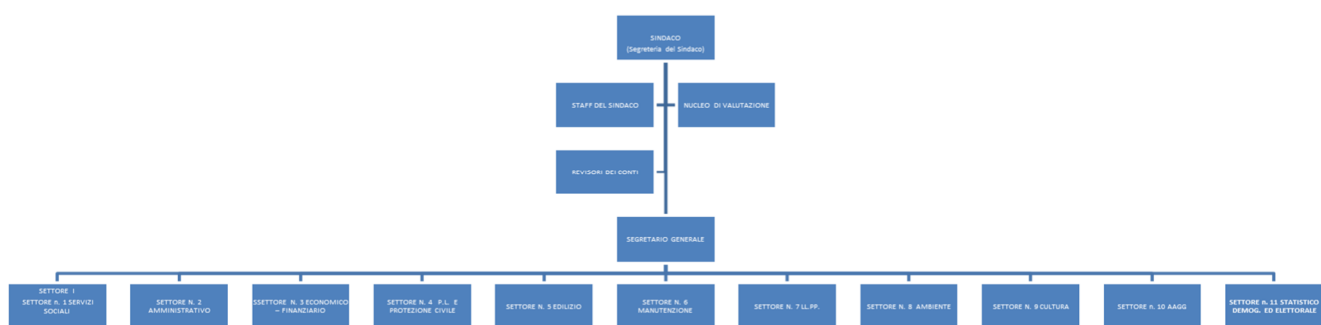 SINDACO
(Segreteria del Sindaco)
STAFF DEL SINDACO
NUCLEO DI VALUTAZIONE
REVISORI DEI CONTI
SEGRETARIO GENERALE
SETTORE I
SETTORE n. 1 SERVIZI
SOCIALI
SETTORE N. 2
AMMINISTRATIVO
SSETTORE N. 3 ECONOMICO
– FINANZIARIO
SETTORE N. 4 P.L. E
PROTEZIONE CIVILE
SETTORE N. 5 EDILIZIO
SETTORE N. 6
MANUTENZIONE
SETTORE N. 7 LL.PP.
SETTORE N. 8 AMBIENTE
SETTORE N. 9 CULTURA
SETTORE n. 10 AAGG
SETTORE n. 11 STATISTICO
DEMOG. ED ELETTORALE